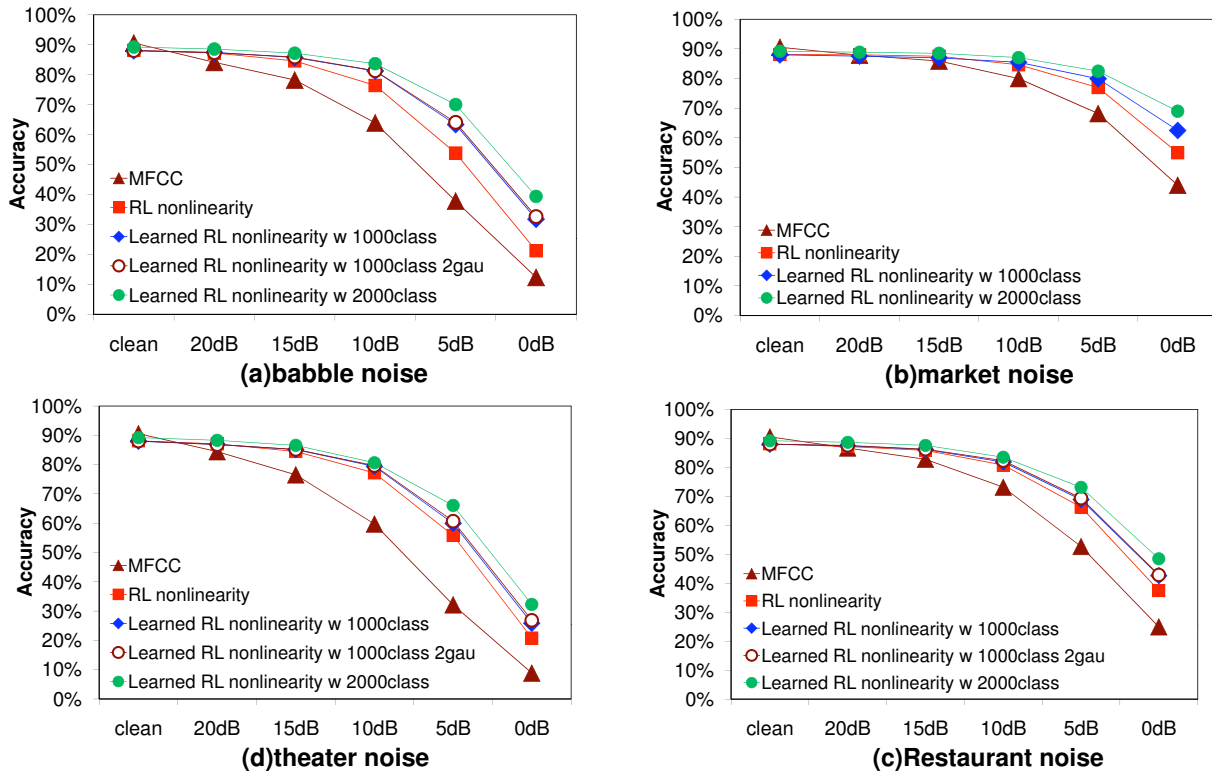 100%
90%
80%
70%
60%
50%
40%
30%
20%
10%
0%
Accuracy
MFCC
RL nonlinearity
Learned RL nonlinearity w 1000class
Learned RL nonlinearity w 1000class 2gau
Learned RL nonlinearity w 2000class
clean 20dB 15dB 10dB 5dB 0dB
(a)babble noise
100%
90%
80%
70%
60%
50%
40%
30%
20%
10%
0%
Accuracy
MFCC
RL nonlinearity
Learned RL nonlinearity w 1000class
Learned RL nonlinearity w 2000class
clean 20dB 15dB 10dB 5dB 0dB
(b)market noise
100%
90%
80%
70%
60%
50%
40%
30%
20%
10%
0%
Accuracy
MFCC
RL nonlinearity
Learned RL nonlinearity w 1000class
Learned RL nonlinearity w 1000class 2gau
Learned RL nonlinearity w 2000class
clean 20dB 15dB 10dB 5dB 0dB
(d)theater noise
100%
90%
80%
70%
60%
50%
40%
30%
20%
10%
0%
Accuracy
MFCC
RL nonlinearity
Learned RL nonlinearity w 1000class
Learned RL nonlinearity w 1000class 2gau
Learned RL nonlinearity w 2000class
clean 20dB 15dB 10dB 5dB 0dB
(c)Restaurant noise